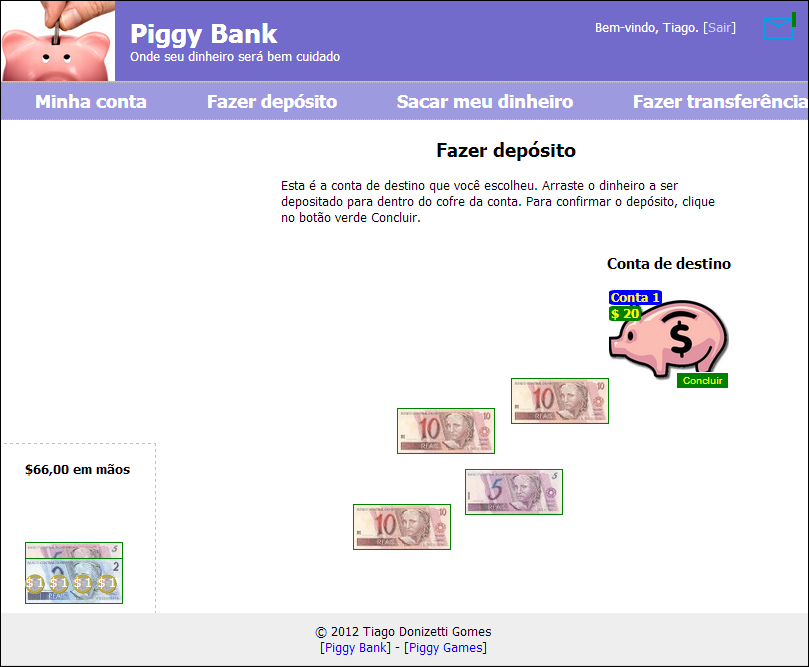 Piggy Bank
Onde seu dinheiro será bem cuidado
Bem-vindo, Tiago. [Sair]
Minha conta Fazer depósito Sacar meu dinheiro Fazer transferência
Fazer depósito
Esta é a conta de destino que você escolheu. Arraste o dinheiro a ser
depositado para dentro do cofre da conta. Para confirmar o depósito, clique
no botão verde Concluir.
Conta de destino
Conta 1
$ 20
$
Concluir
10 10
REAIS
10 10
REAIS
5 5
REAIS
10 10
REAIS
$66,00 em mãos
5
2
$ 1 $ 1 $ 1 $ 1
REAIS
© 2012 Tiago Donizetti Gomes
[Piggy Bank] - [Piggy Games]